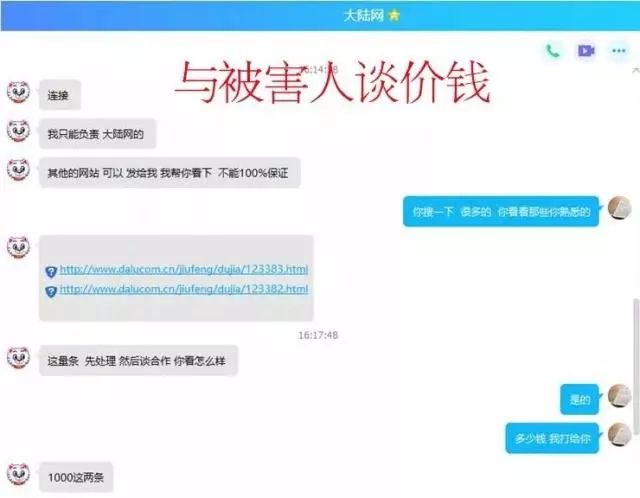 大陆网
16:14:58
与被害人谈价钱
连接
我只能负责 大陆网的
其他的网站 可以 发给我 我帮你看下 不能100%保证
你搜一下 很多的 你看看那些你熟悉的
http://www.dalucom.cn/jiufeng/dujia/123383.html
http://www.dalucom.cn/jiufeng/dujia/123382.html
16:17:48
这量条 先处理 然后谈合作 你看怎么样
是的
多少钱 我打给你
1000这两条